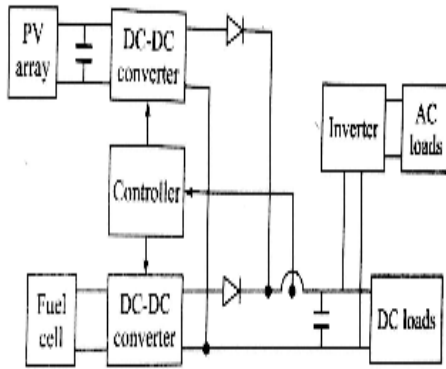 PV
array
DC-DC
converter
Inverter
AC
loads
Controller
Fuel
cell
DC-DC
converter
DC loads